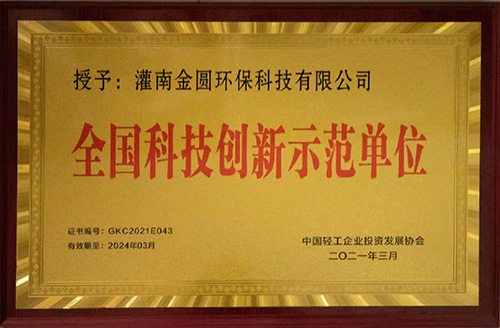 授予：灌南金圆环保科技有限公司
全国科技创新示范单位
证书编号：GKC2021E043
有效期至：2024年03月
中国轻工企业投资发展协会
二〇二一年三月